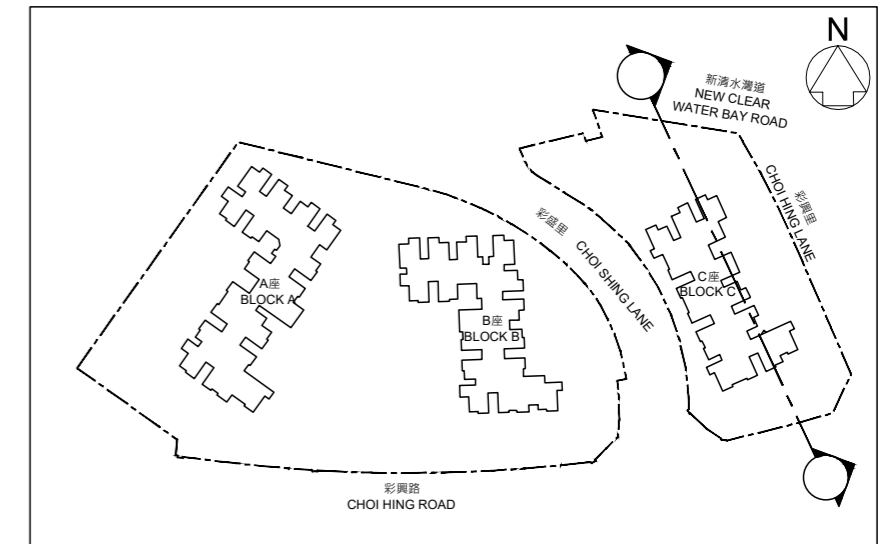 N
新清水灣道
NEW CLEAR
WATER BAY ROAD
彩興里
CHOI HING LANE
彩盛里
CHOI SHING LANE
A座
BLOCK A
B座
BLOCK B
C座
BLOCK C
彩興路
CHOI HING ROAD